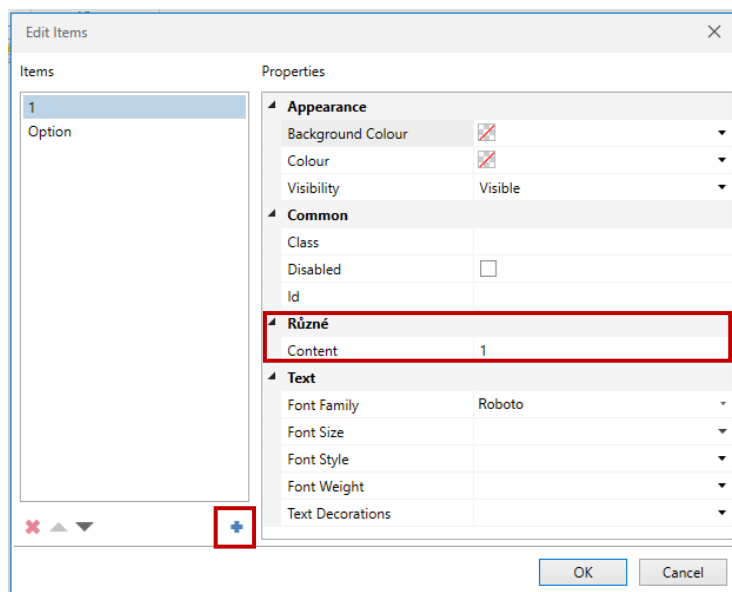 Edit Items
Items
Properties
1
Option
Appearance
Background Colour
Colour
Visibility Visible
Common
Class
Disabled
Id
Různé
Content 1
Text
Font Family Roboto
Font Size
Font Style
Font Weight
Text Decorations
OK Cancel